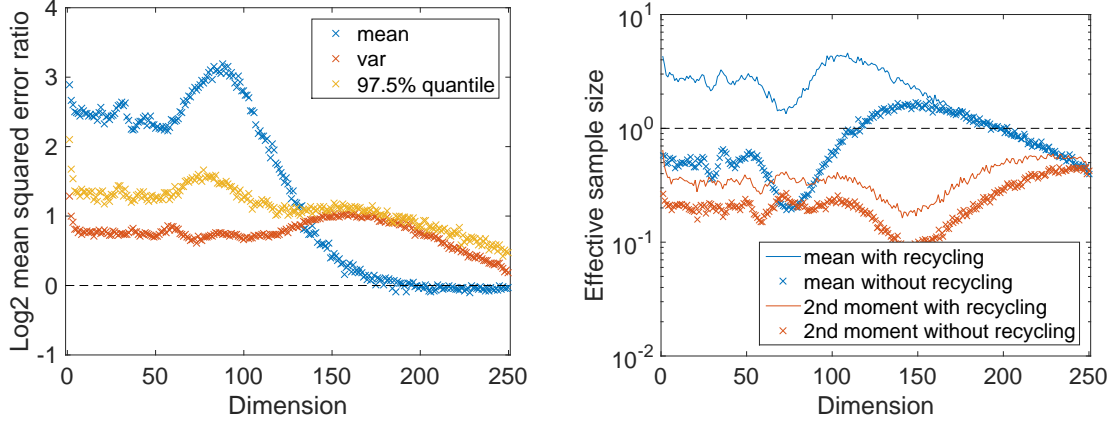 Log2 mean squared error ratio
4
3
2
1
0
-1
mean
var
97.5% quantile
0 50 100 150 200 250
Dimension
Effective sample size
10^1
10^0
10^-1
10^-2
mean with recycling
mean without recycling
2nd moment with recycling
2nd moment without recycling
0 50 100 150 200 250
Dimension